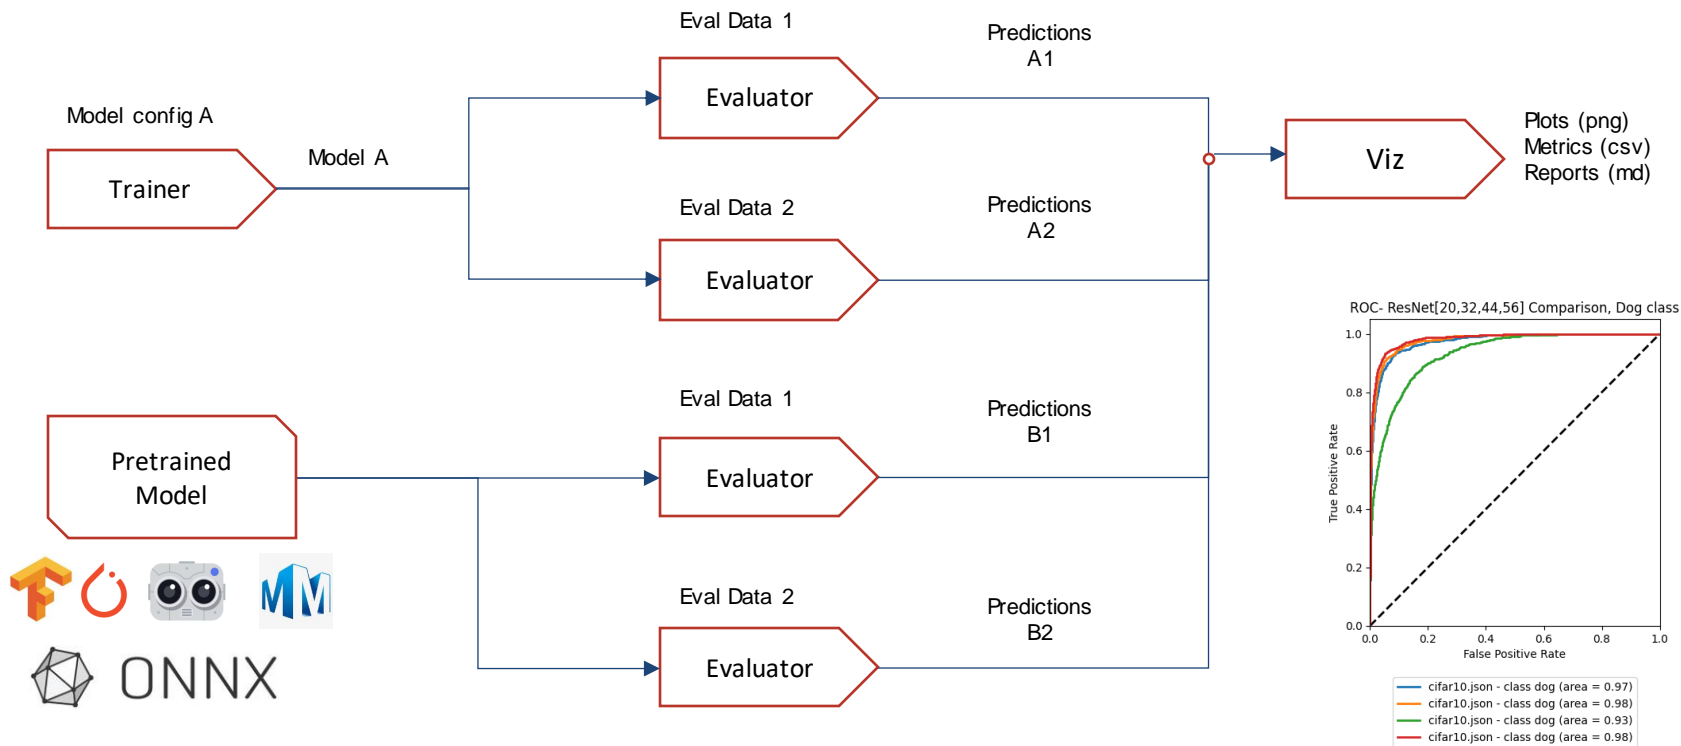 Eval Data 1
Predictions
A1
Evaluator
Model config A
Model A
Trainer
Plots (png)
Metrics (csv)
Reports (md)
Viz
Eval Data 2
Predictions
A2
Evaluator
Eval Data 1
Predictions
B1
Pretrained
Model
Evaluator
Eval Data 2
Predictions
B2
Evaluator
MM
ONNX
ROC- ResNet[20,32,44,56] Comparison, Dog class
1.0
0.8
0.6
0.4
0.2
0.0
True Positive Rate
0.0 0.2 0.4 0.6 0.8 1.0
False Positive Rate
cifar10.json - class dog (area = 0.97)
cifar10.json - class dog (area = 0.98)
cifar10.json - class dog (area = 0.93)
cifar10.json - class dog (area = 0.98)